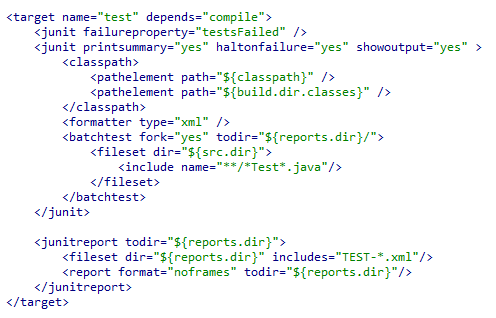 <target name="test" depends="compile">
    <junit failureproperty="testsFailed" />
    <junit printsummary="yes" haltonfailure="yes" showoutput="yes" >
        <classpath>
            <pathelement path="${classpath}" />
            <pathelement path="${build.dir.classes}" />
        </classpath>
        <formatter type="xml" />
        <batchtest fork="yes" todir="${reports.dir}/">
            <fileset dir="${src.dir}">
                <include name="**/*Test*.java"/>
            </fileset>
        </batchtest>
    </junit>

    <junitreport todir="${reports.dir}">
        <fileset dir="${reports.dir}" includes="TEST-*.xml"/>
        <report format="noframes" todir="${reports.dir}"/>
    </junitreport>
</target>